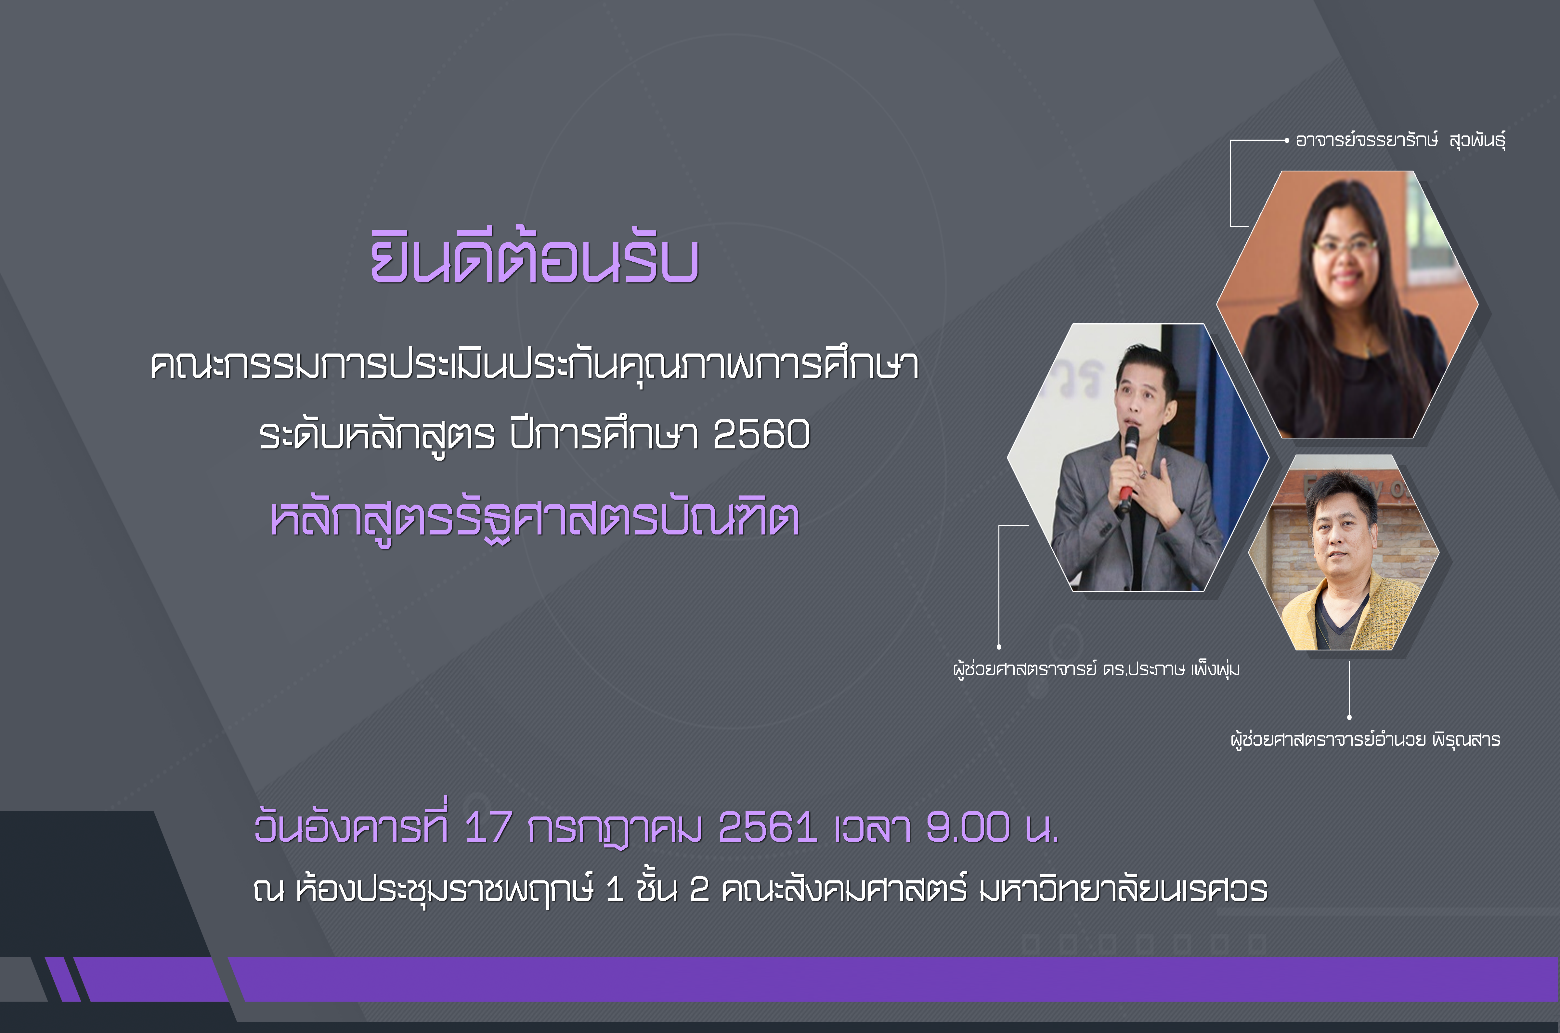 ยินดีต้อนรับ
คณะกรรมการประเมินประกันคุณภาพการศึกษา
ระดับหลักสูตร ปีการศึกษา 2560
หลักสูตรรัฐศาสตรบัณฑิต
อาจารย์จรรยารักษ์ สุวพันธุ์
ผู้ช่วยศาสตราจารย์ ดร.ประภาษ เพ็งพุ่ม
ผู้ช่วยศาสตราจารย์อำนวย พิรุณสาร
วันอังคารที่ 17 กรกฎาคม 2561 เวลา 9.00 น.
ณ ห้องประชุมราชพฤกษ์ 1 ชั้น 2 คณะสังคมศาสตร์ มหาวิทยาลัยนเรศวร